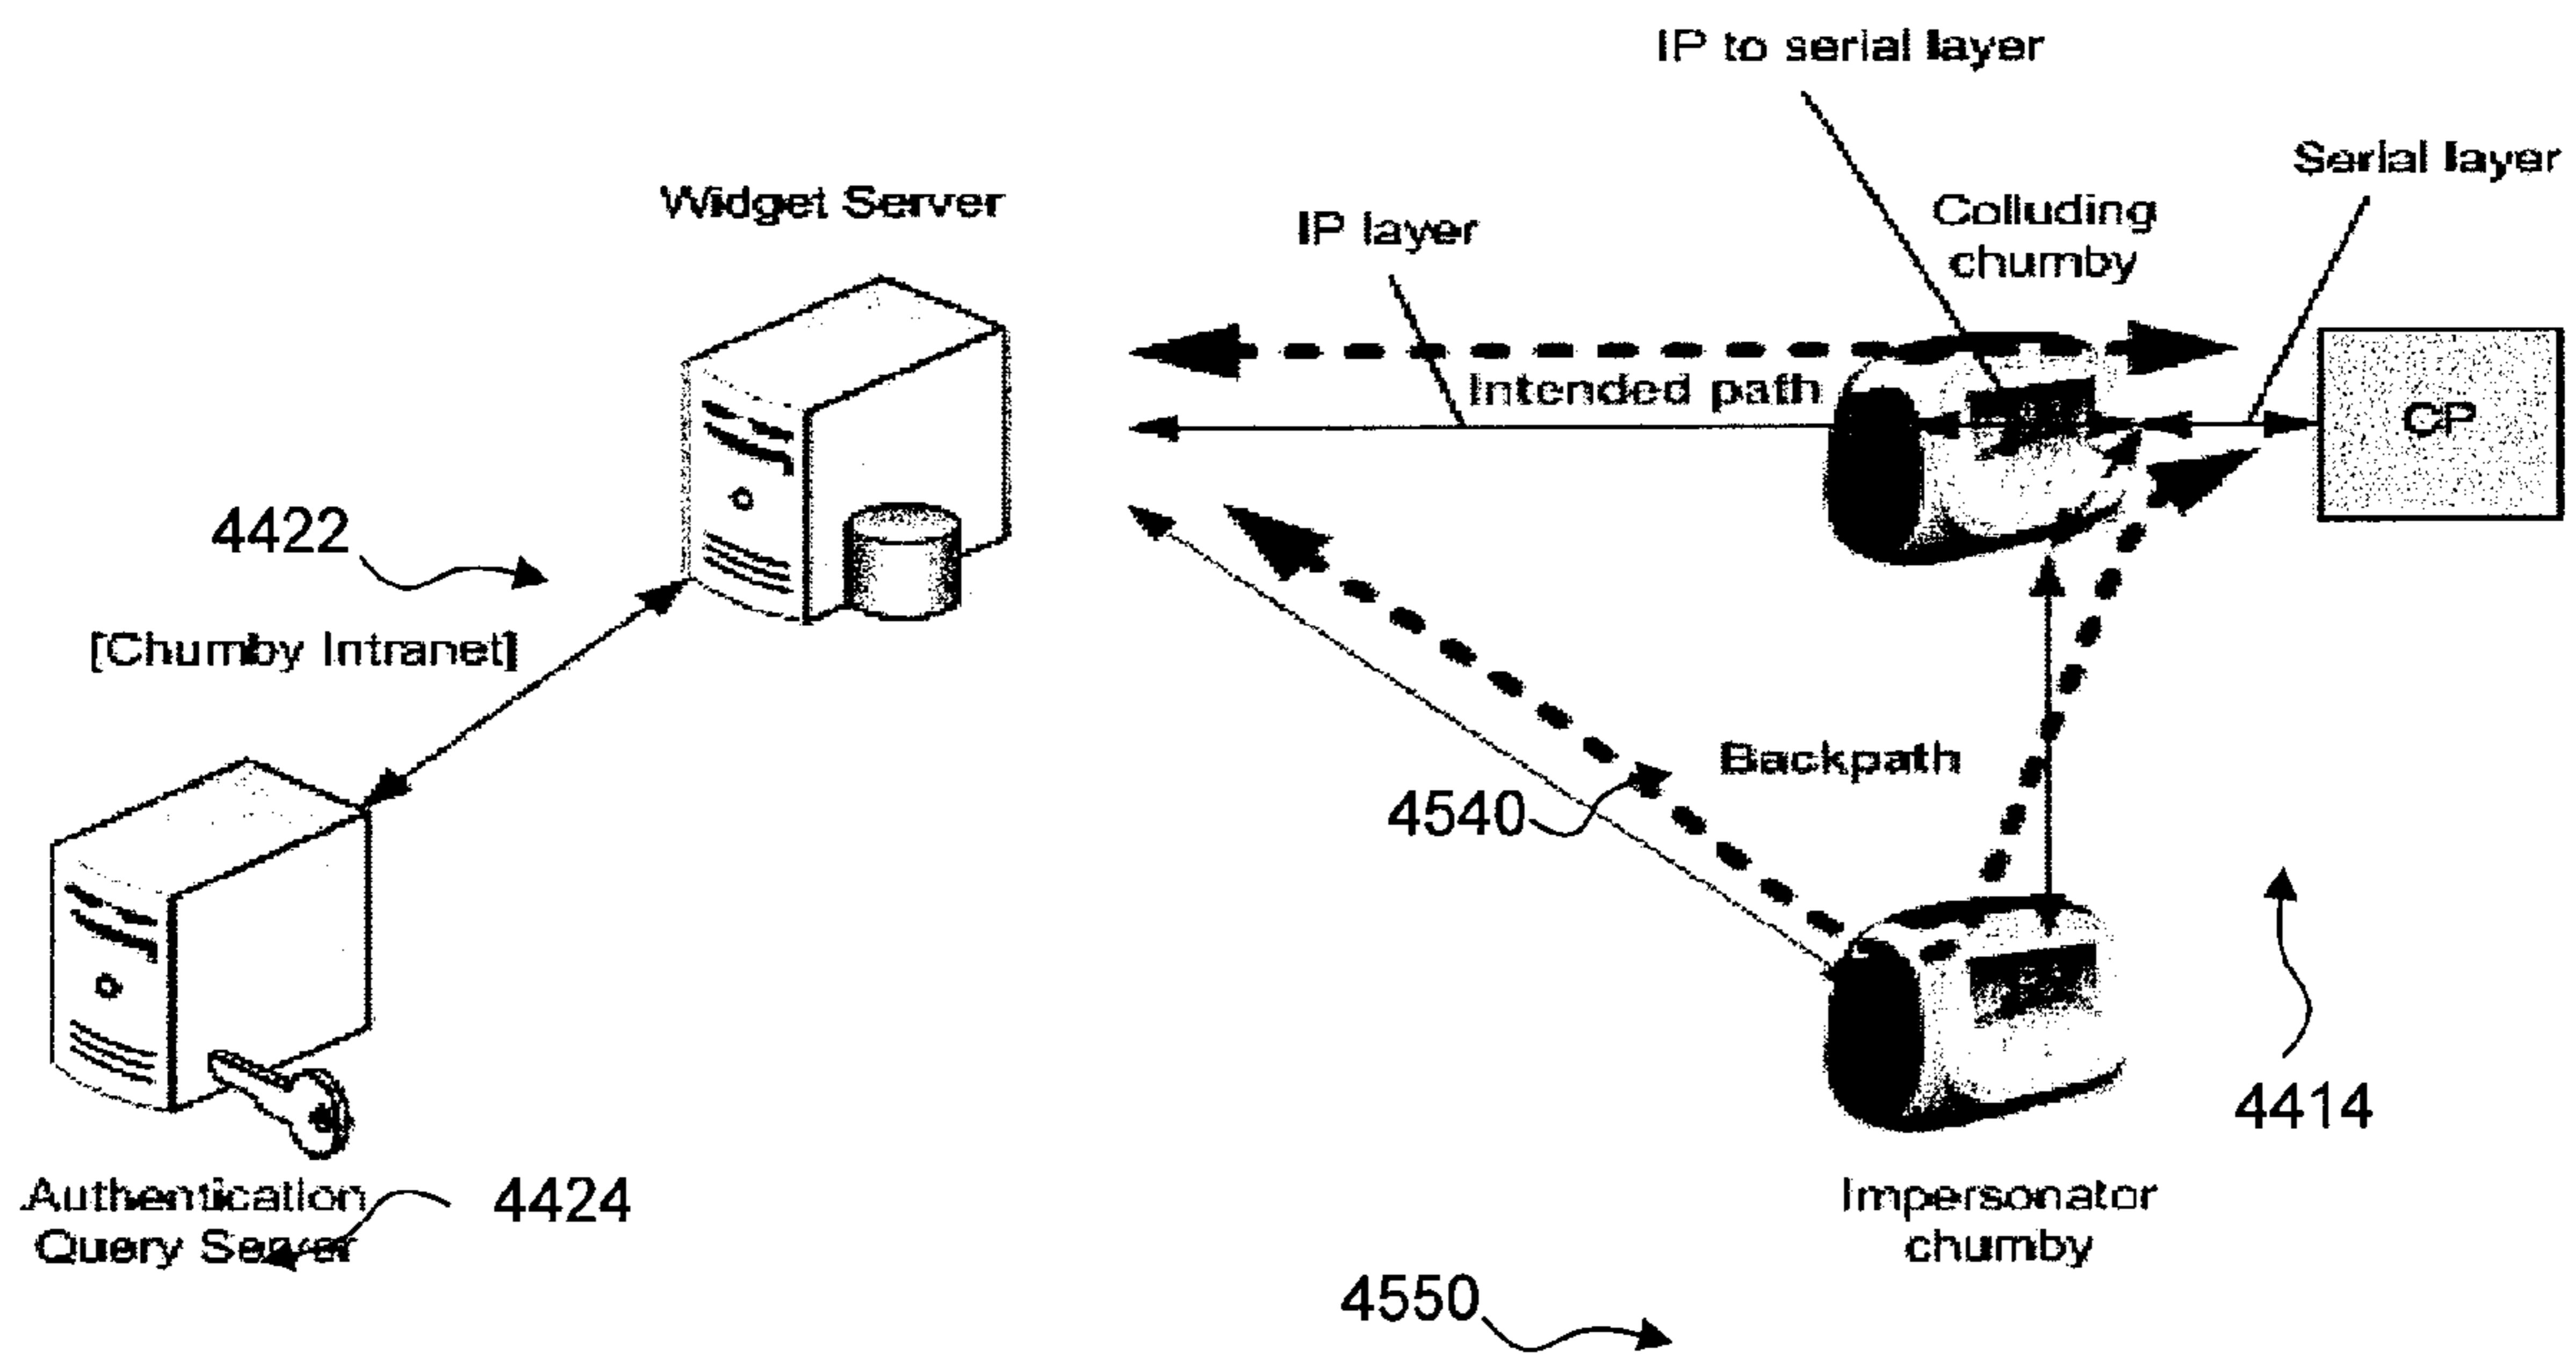 IP to serial layer
Serial layer
Widget Server
IP layer
Colluding
chumby
Intended path
CP
4422
[Chumby Intranet]
Backpath
4540
4414
Authentication
Query Server
4424
Impersonator
chumby
4550